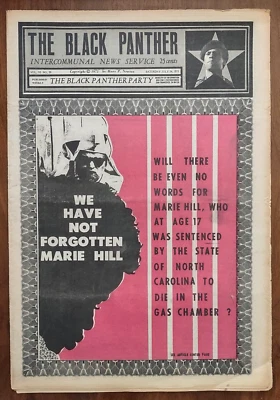 THE BLACK PANTHER
INTERCOMMUNAL NEWS SERVICE 25 cents
THE BLACK PANTHER PARTY
WE
HAVE
NOT
FORGOTTEN
MARIE HILL
WILL THERE
BE EVEN NO
WORDS FOR
MARIE HILL, WHO
AT AGE 17
WAS SENTENCED
BY THE STATE
OF NORTH
CAROLINA TO
DIE IN THE
GAS CHAMBER ?